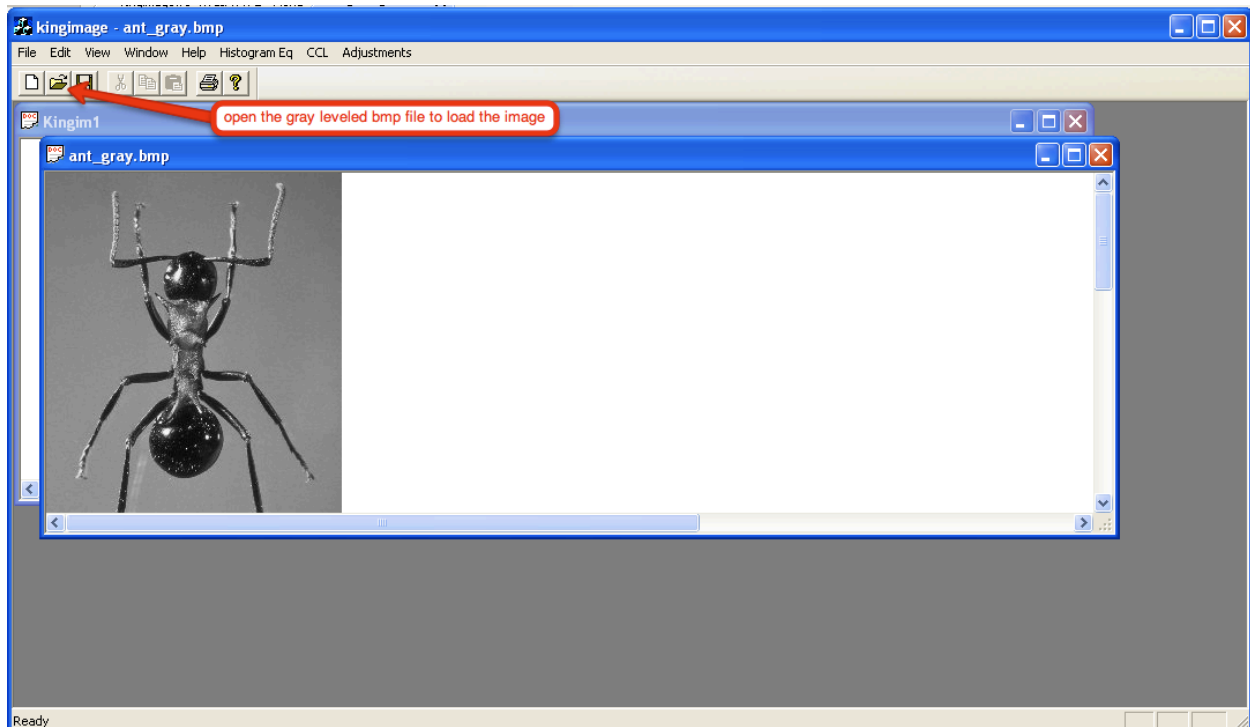 kingimage - ant_gray.bmp
File Edit View Window Help Histogram Eq CCL Adjustments
open the gray leveled bmp file to load the image
Kingim1
ant_gray.bmp
Ready